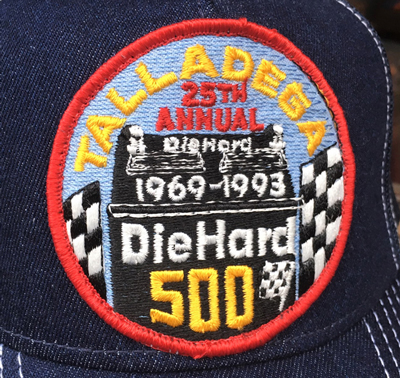 TALLADEGA
25TH
ANNUAL
DieHard
1969-1993
DieHard
500